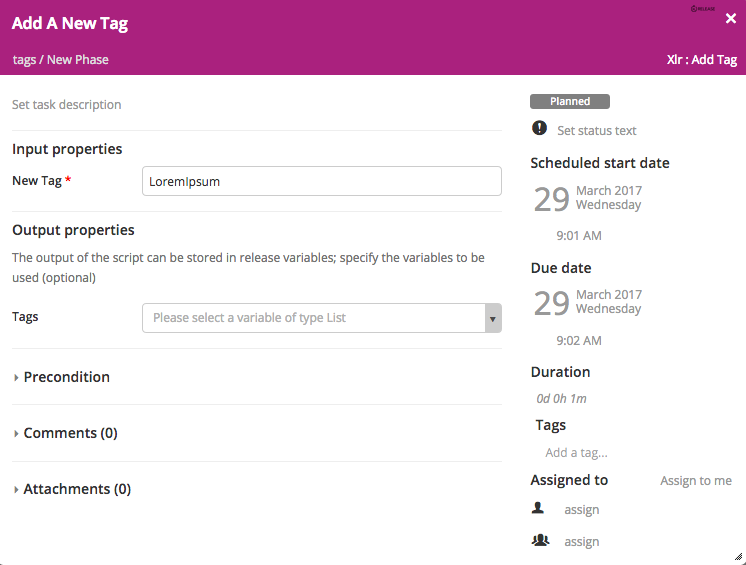 Add A New Tag
tags / New Phase
Xlr : Add Tag
Set task description
Input properties
New Tag *
LoremIpsum
Output properties
The output of the script can be stored in release variables; specify the variables to be
used (optional)
Tags
Please select a variable of type List
Precondition
Comments (0)
Attachments (0)
Planned
Set status text
Scheduled start date
29
March 2017
Wednesday
9:01 AM
Due date
29
March 2017
Wednesday
9:02 AM
Duration
0d 0h 1m
Tags
Add a tag...
Assigned to
Assign to me
assign
assign